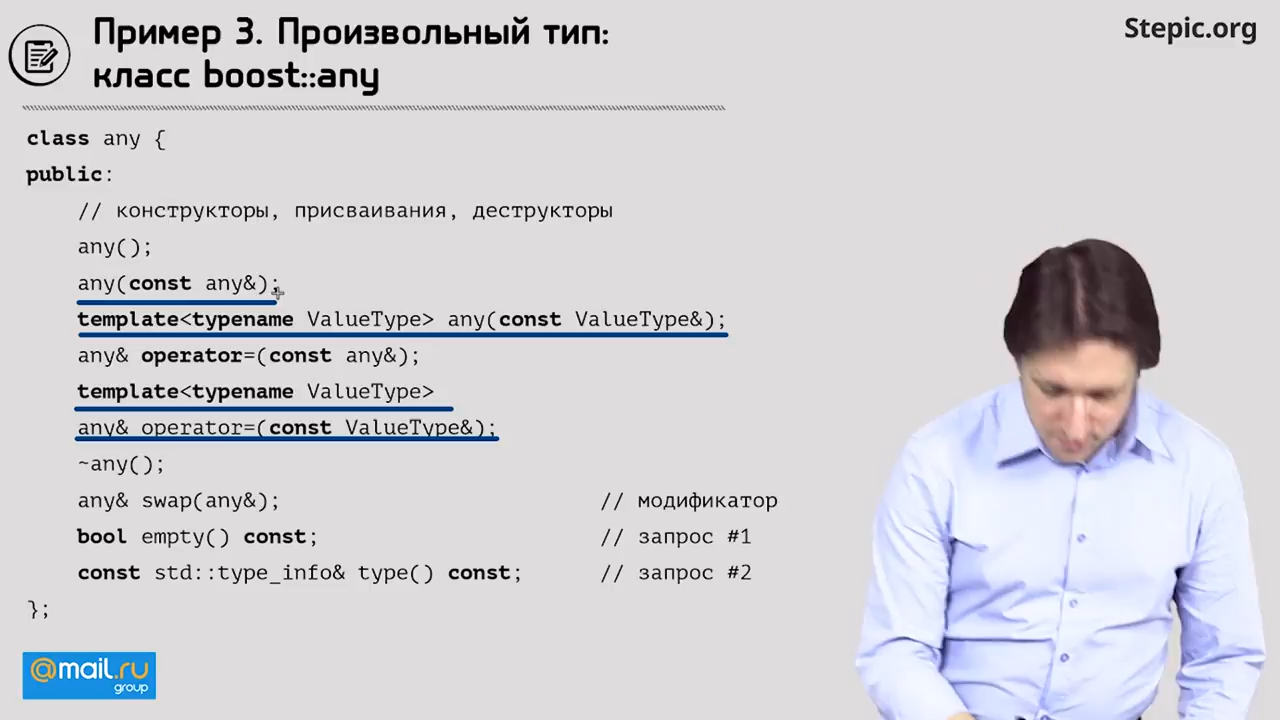 Пример 3. Произвольный тип:
класс boost::any
Stepic.org
class any {
public:
// конструкторы, присваивания, деструкторы
any();
any(const any&);
template<typename ValueType> any(const ValueType&);
any& operator=(const any&);
template<typename ValueType>
any& operator=(const ValueType&);
~any();
any& swap(any&); // модификатор
bool empty() const; // запрос #1
const std::type_info& type() const; // запрос #2
};
@mail.ru
group